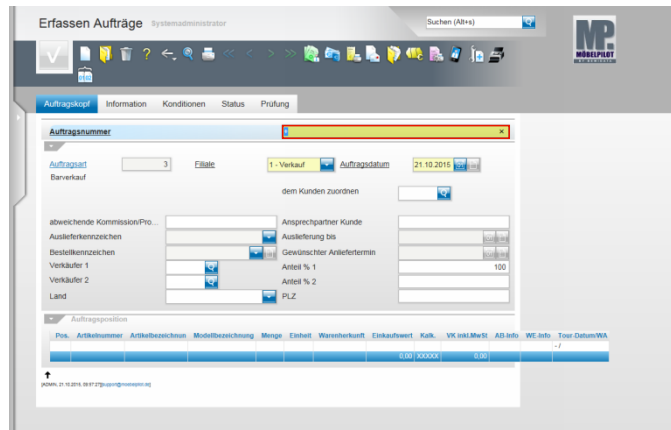 Erfassen Aufträge Systemadministrator Suchen (Alt+s)
MP.
MÖBELPILOT
Auftragskopf Information Konditionen Status Prüfung
Auftragsnummer
Auftragsart 3 Filiale 1 - Verkauf Auftragsdatum 21.10.2015
Barverkauf
dem Kunden zuordnen
abweichende Kommission/Pro... Ansprechpartner Kunde
Auslieferkennzeichen Auslieferung bis
Bestellkennzeichen Gewünschter Anliefertermin
Verkäufer 1 Anteil % 1 100
Verkäufer 2 Anteil % 2
Land PLZ
Auftragsposition
Pos. Artikelnummer Artikelbezeichnun Modellbezeichnung Menge Einheit Warenherkunft Einkaufswert Kalk. VK inkl.MwSt AB-Info WE-Info Tour-Datum/WA
- /
0,00 XXXXX 0,00